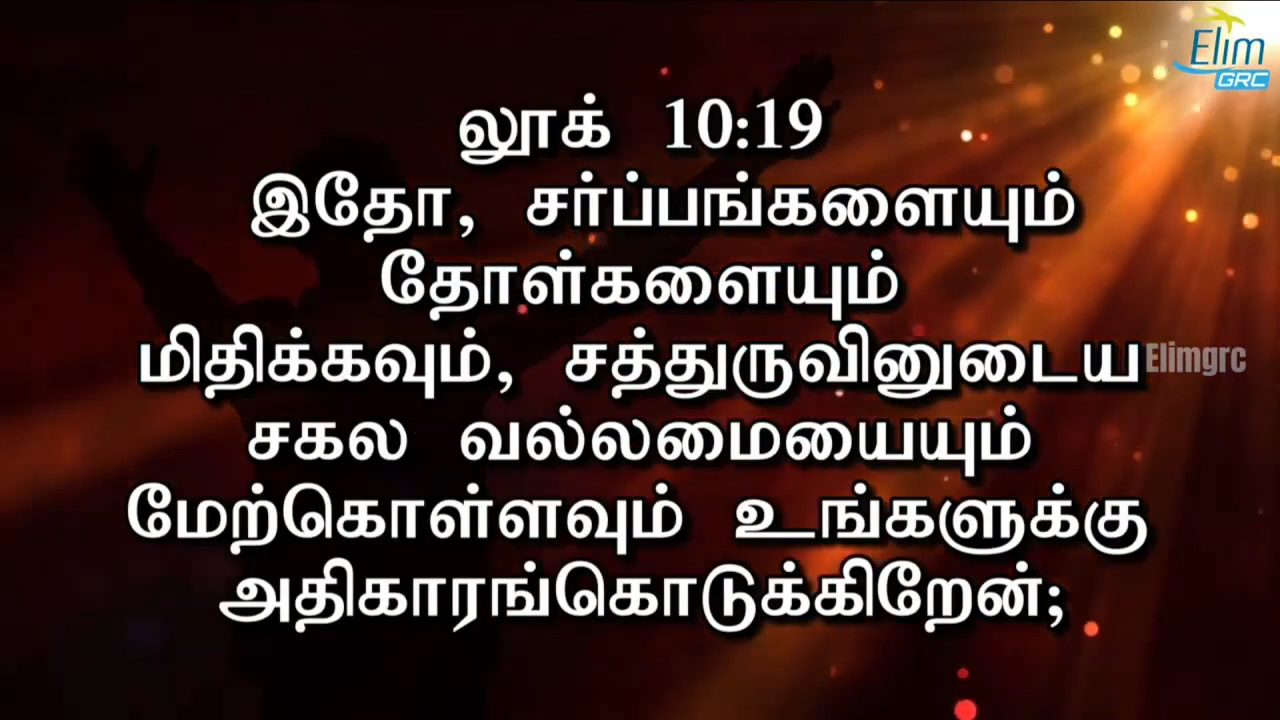 Elim
GRC
லூக் 10:19
இதோ, சர்ப்பங்களையும்
தேள்களையும்
மிதிக்கவும், சத்துருவினுடைய
Elimgrc
சகல வல்லமையையும்
மேற்கொள்ளவும் உங்களுக்கு
அதிகாரங்கொடுக்கிறேன்;